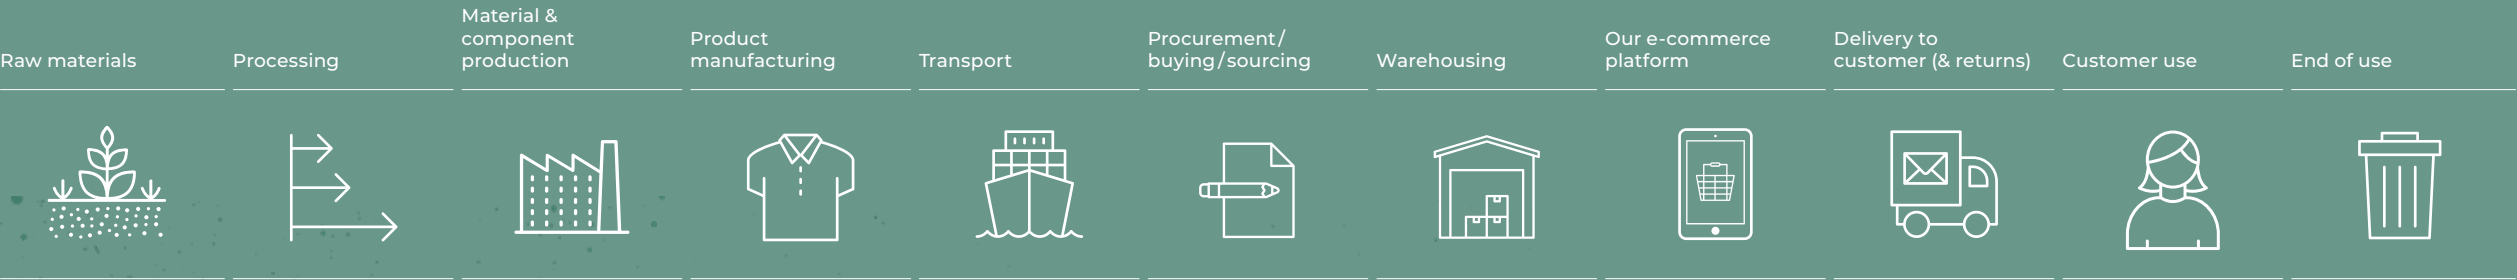 Raw materials
Processing
Material &
component
production
Product
manufacturing
Transport
Procurement/
buying/sourcing
Warehousing
Our e-commerce
platform
Delivery to
customer (& returns)
Customer use
End of use